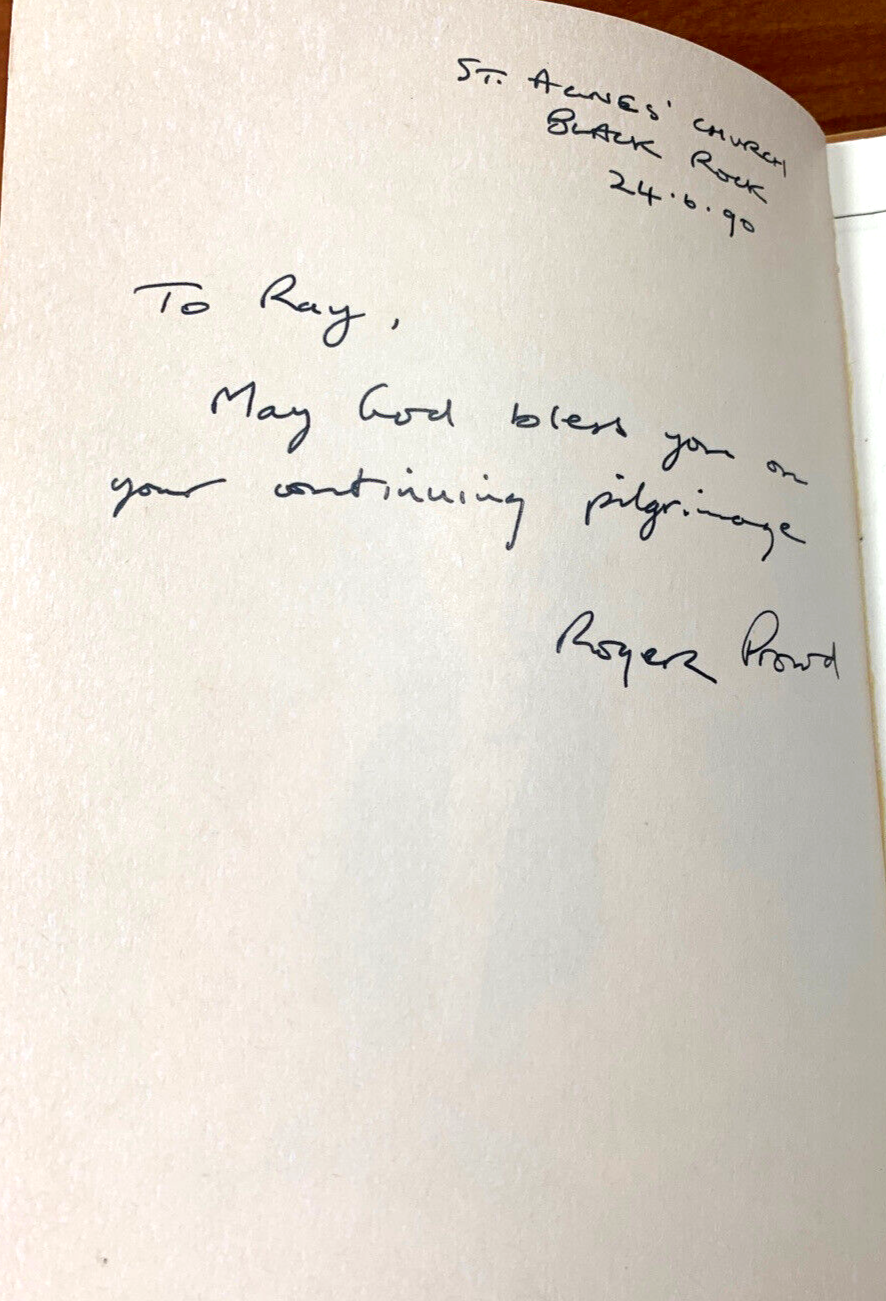 ST. AGNES' CHURCH
BLACK ROCK
24.6.90
To Ray,
May God bless you on
your continuing pilgrimage
Roger Prowd